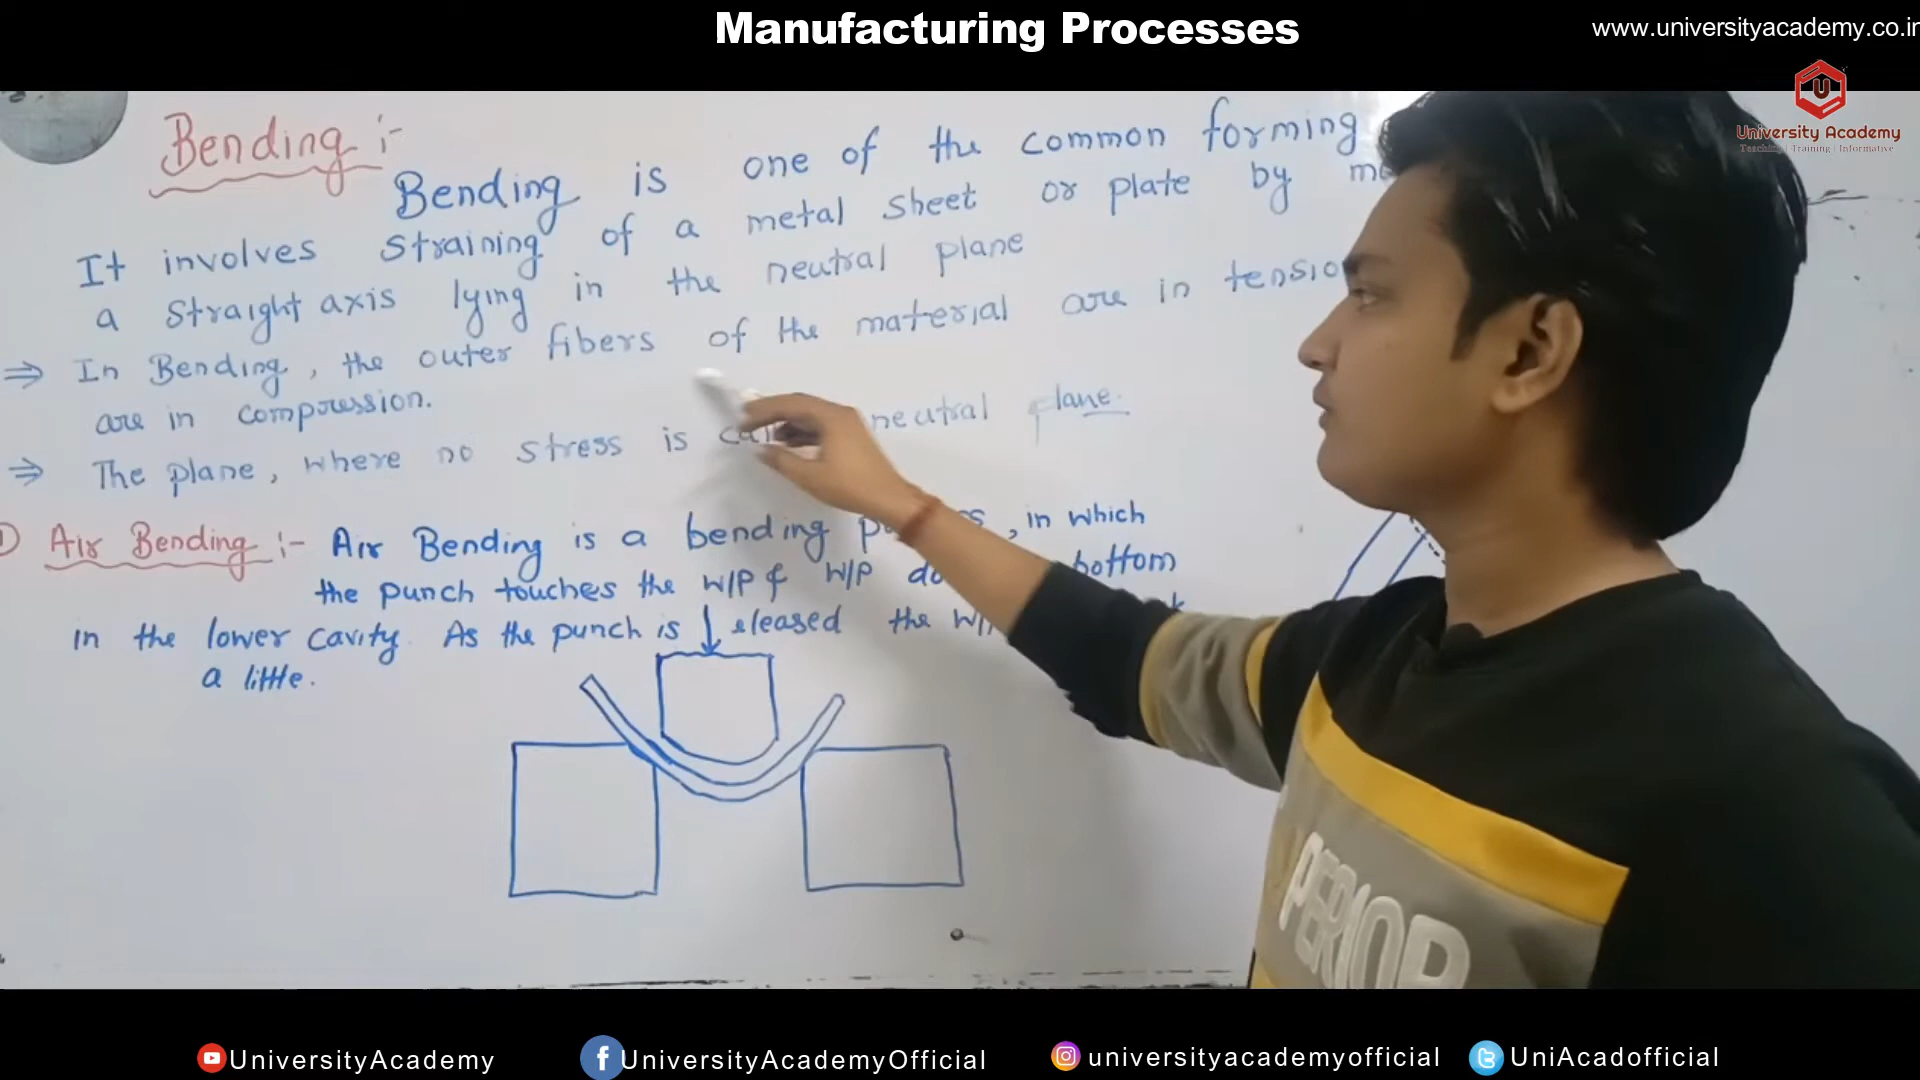 Manufacturing Processes
www.universityacademy.co.in
University Academy
Teaching | Training | Informative
Bending :-
Bending is one of the common forming
It involves straining of a metal sheet or plate by
a straight axis lying in the neutral plane
⇒ In Bending, the outer fibers of the material are in tension
are in compression.
⇒ The plane, where no stress is neutral plane.
Air Bending :- Air Bending is a bending , in which
the punch touches the W/P & W/P bottom
in the lower cavity. As the punch is released the
a little.
PERIOD
UniversityAcademy
UniversityAcademyOfficial
universityacademyofficial
UniAcadofficial